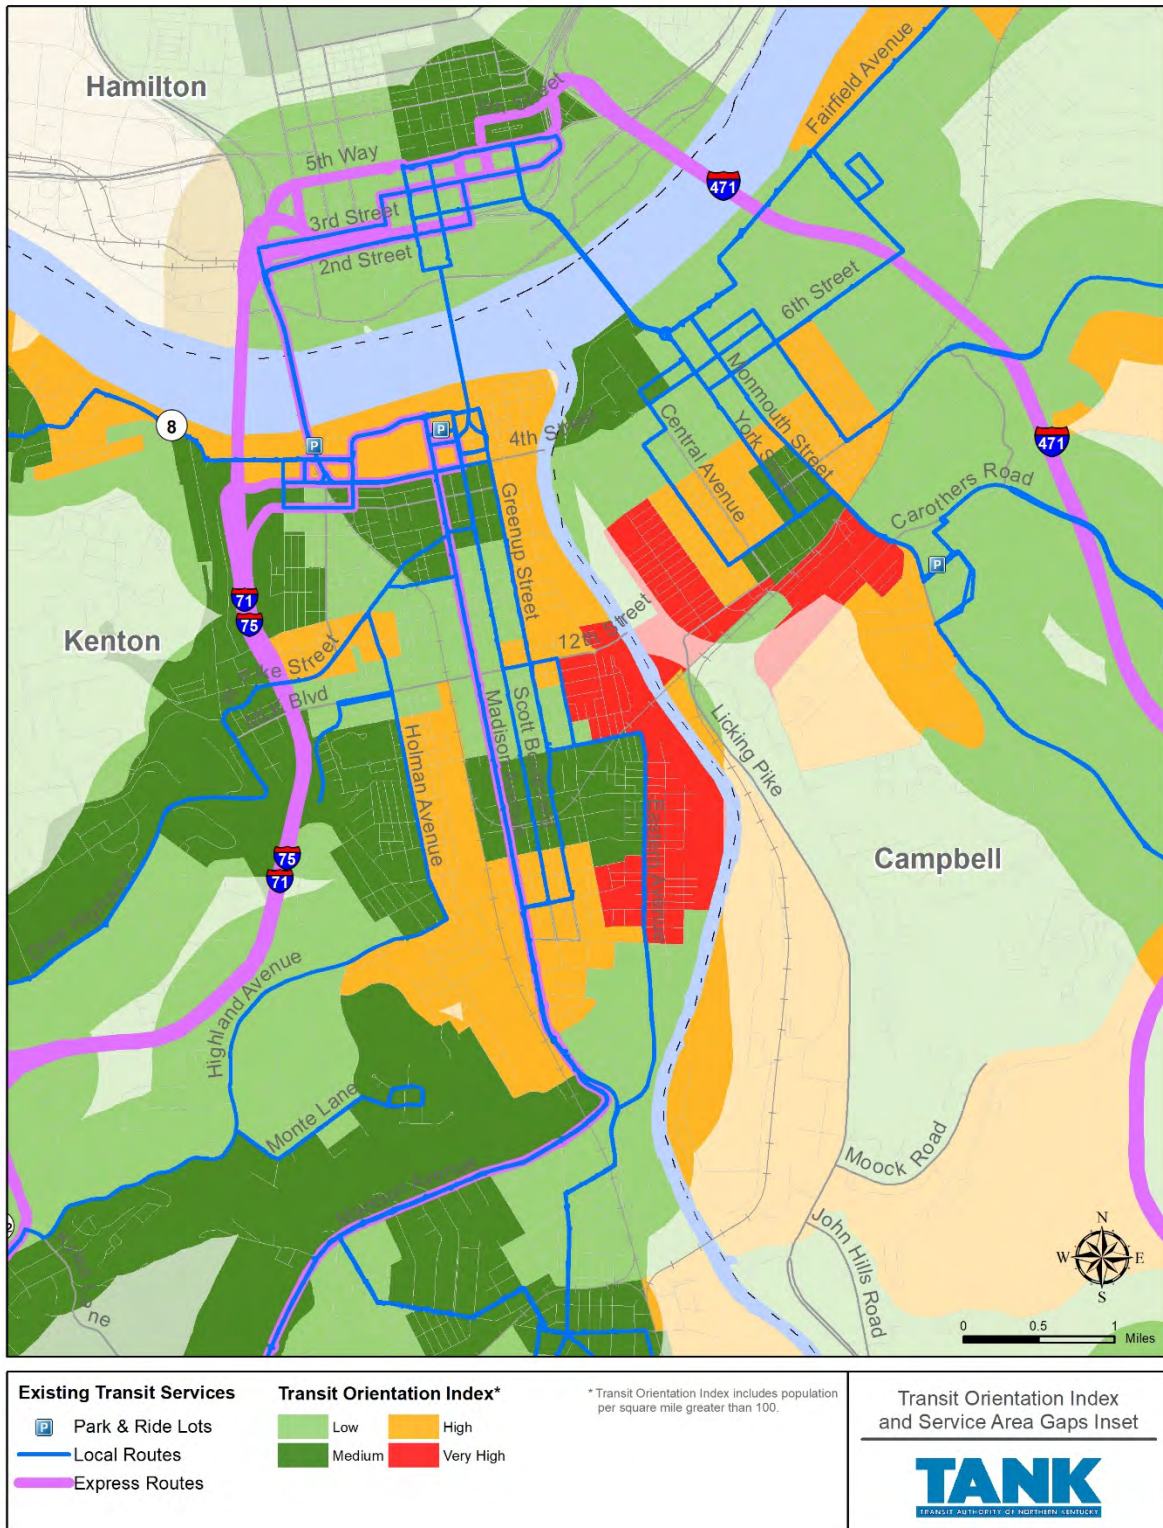 Hamilton
5th Way
3rd Street
2nd Street
471
Fairfield Avenue
6th Street
8
P
P
4th Street
Greenup Street
Central Avenue
York Street
Monmouth Street
471
Carothers Road
P
71
75
Kenton
Pike Street
Blvd
12th Street
Licking Pike
Holman Avenue
Madison
Scott
Eastern Avenue
75
71
Campbell
Highland Avenue
Monte Lane
Moock Road
John Hills Road
N
W E
S
0 0.5 1
Miles
Existing Transit Services
P Park & Ride Lots
Local Routes
Express Routes
Transit Orientation Index*
Low
Medium
High
Very High
* Transit Orientation Index includes population
per square mile greater than 100.
Transit Orientation Index
and Service Area Gaps Inset
TANK
TRANSIT AUTHORITY OF NORTHERN KENTUCKY